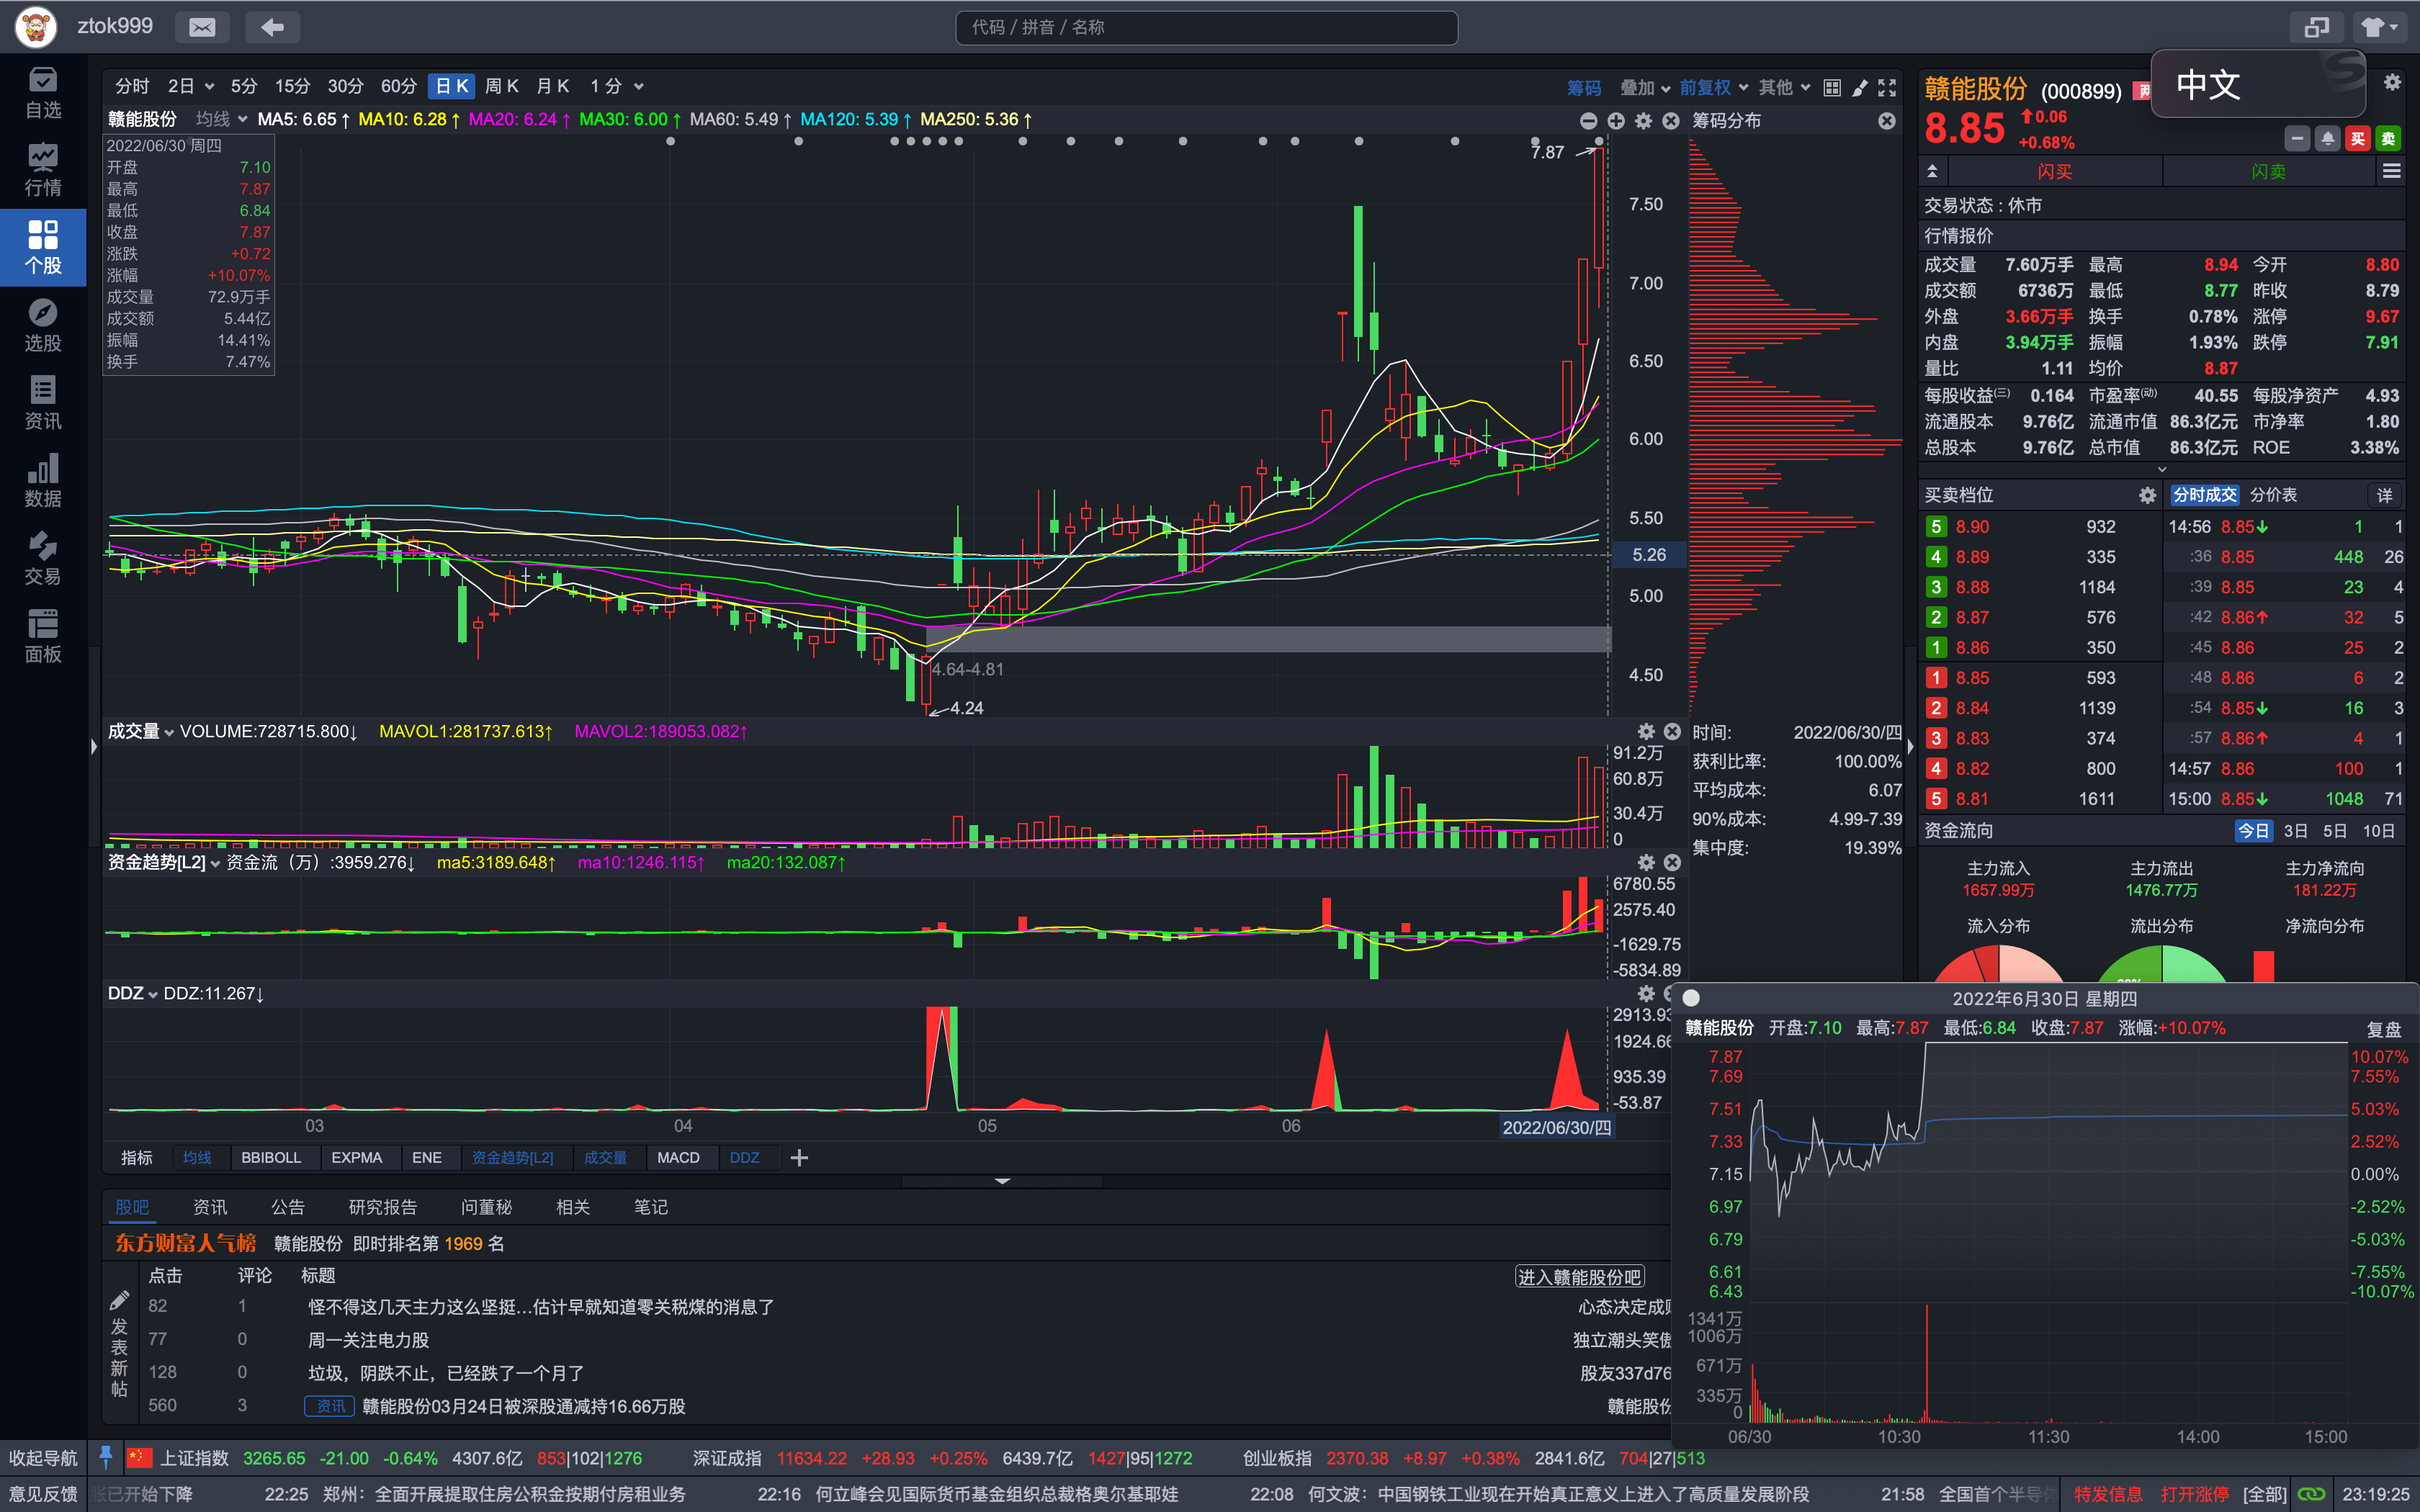 ztok999
代码 / 拼音 / 名称
中文
自选
行情
个股
选股
资讯
数据
交易
面板
分时 2日 5分 15分 30分 60分 日K 周K 月K 1分
筹码 叠加 前复权 其他
赣能股份 均线 MA5: 6.65↑ MA10: 6.28↑ MA20: 6.24↑ MA30: 6.00↑ MA60: 5.49↑ MA120: 5.39↑ MA250: 5.36↑
筹码分布
2022/06/30 周四
开盘 7.10
最高 7.87
最低 6.84
收盘 7.87
涨跌 +0.72
涨幅 +10.07%
成交量 72.9万手
成交额 5.44亿
振幅 14.41%
换手 7.47%
7.87
7.50
7.00
6.50
6.00
5.50
5.26
5.00
4.50
4.64-4.81
4.24
成交量 VOLUME:728715.800↓ MAVOL1:281737.613↑ MAVOL2:189053.082↑
91.2万
60.8万
30.4万
0
资金趋势[L2] 资金流（万）:3959.276↓ ma5:3189.648↑ ma10:1246.115↑ ma20:132.087↑
6780.55
2575.40
-1629.75
-5834.89
DDZ DDZ:11.267↓
2913.93
1924.66
935.39
-53.87
03 04 05 06 2022/06/30/四
指标 均线 BBIBOLL EXPMA ENE 资金趋势[L2] 成交量 MACD DDZ
时间: 2022/06/30/四
获利比率: 100.00%
平均成本: 6.07
90%成本: 4.99-7.39
集中度: 19.39%
股吧 资讯 公告 研究报告 问董秘 相关 笔记
东方财富人气榜 赣能股份 即时排名第 1969 名
点击 评论 标题 进入赣能股份吧
发表新帖
82 1 怪不得这几天主力这么坚挺...估计早就知道零关税煤的消息了 心态决定成
77 0 周一关注电力股 独立潮头笑傲
128 0 垃圾，阴跌不止，已经跌了一个月了 股友337d76
560 3 资讯 赣能股份03月24日被深股通减持16.66万股 赣能股份
赣能股份 (000899)
8.85 ↑0.06
+0.68%
买 卖
闪买 闪卖
交易状态 : 休市
行情报价
成交量 7.60万手 最高 8.94 今开 8.80
成交额 6736万 最低 8.77 昨收 8.79
外盘 3.66万手 换手 0.78% 涨停 9.67
内盘 3.94万手 振幅 1.93% 跌停 7.91
量比 1.11 均价 8.87
每股收益(三) 0.164 市盈率(动) 40.55 每股净资产 4.93
流通股本 9.76亿 流通市值 86.3亿元 市净率 1.80
总股本 9.76亿 总市值 86.3亿元 ROE 3.38%
买卖档位 分时成交 分价表 详
5 8.90 932 14:56 8.85↓ 1 1
4 8.89 335 :36 8.85 448 26
3 8.88 1184 :39 8.85 23 4
2 8.87 576 :42 8.86↑ 32 5
1 8.86 350 :45 8.86 25 2
1 8.85 593 :48 8.86 6 2
2 8.84 1139 :54 8.85↓ 16 3
3 8.83 374 :57 8.86↑ 4 1
4 8.82 800 14:57 8.86 100 1
5 8.81 1611 15:00 8.85↓ 1048 71
资金流向 今日 3日 5日 10日
主力流入 主力流出 主力净流向
1657.99万 1476.77万 181.22万
流入分布 流出分布 净流向分布
2022年6月30日 星期四
赣能股份 开盘:7.10 最高:7.87 最低:6.84 收盘:7.87 涨幅:+10.07% 复盘
7.87 10.07%
7.69 7.55%
7.51 5.03%
7.33 2.52%
7.15 0.00%
6.97 -2.52%
6.79 -5.03%
6.61 -7.55%
6.43 -10.07%
1341万
1006万
671万
335万
0
06/30 10:30 11:30 14:00 15:00
收起导航 上证指数 3265.65 -21.00 -0.64% 4307.6亿 853|102|1276 深证成指 11634.22 +28.93 +0.25% 6439.7亿 1427|95|1272 创业板指 2370.38 +8.97 +0.38% 2841.6亿 704|27|513
意见反馈 涨已开始下降 22:25 郑州：全面开展提取住房公积金按期付房租业务 22:16 何立峰会见国际货币基金组织总裁格奥尔基耶娃 22:08 何文波：中国钢铁工业现在开始真正意义上进入了高质量发展阶段 21:58 全国首个半导体 特发信息 打开涨停 [全部] 23:19:25